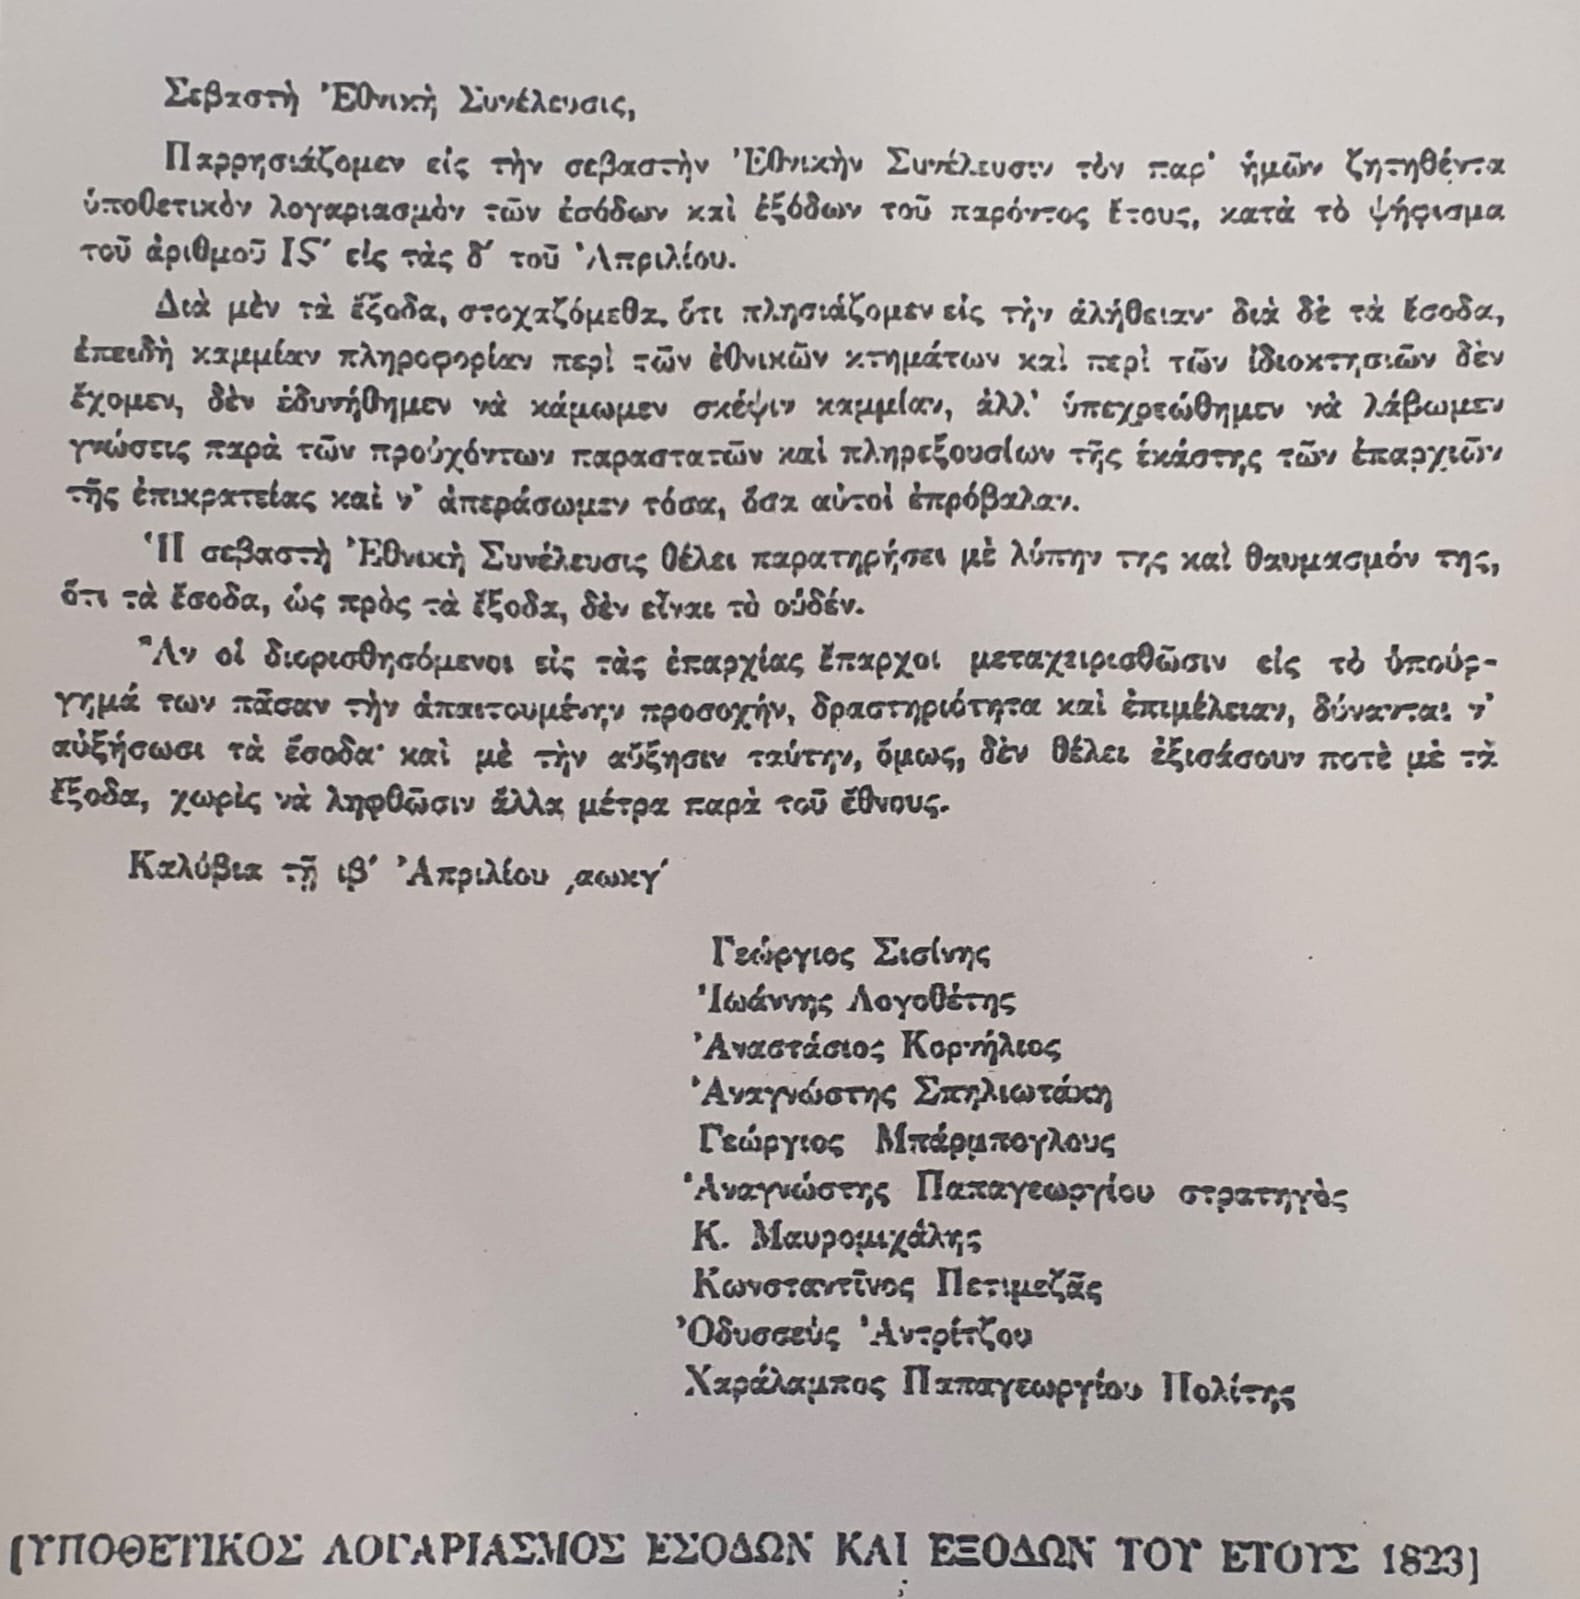 Σεβαστὴ Ἐθνικὴ Συνέλευσις,
Παρρησιάζομεν εἰς τὴν σεβαστὴν Ἐθνικὴν Συνέλευσιν τὸν παρ' ἡμῶν ζητηθέντα
ὑποθετικὸν λογαριασμὸν τῶν ἐσόδων καὶ ἐξόδων τοῦ παρόντος ἔτους, κατὰ τὸ ψήφισμα
τοῦ ἀριθμοῦ ΙϚ′ εἰς τὰς δ′ τοῦ Ἀπριλίου.
Διὰ μὲν τὰ ἔξοδα, στοχαζόμεθα, ὅτι πλησιάζομεν εἰς τὴν ἀλήθειαν· διὰ δὲ τὰ ἔσοδα,
ἐπειδὴ καμμίαν πληροφορίαν περὶ τῶν ἐθνικῶν κτημάτων καὶ περὶ τῶν ἰδιοκτησιῶν δὲν
ἔχομεν, δὲν ἐδυνήθημεν νὰ κάμωμεν σκέψιν καμμίαν, ἀλλ' ὑπεχρεώθημεν νὰ λάβωμεν
γνώσεις παρὰ τῶν προὐχόντων παραστατῶν καὶ πληρεξουσίων τῆς ἑκάστης τῶν ἐπαρχιῶν
τῆς ἐπικρατείας καὶ ν' ἀπεράσωμεν τόσα, ὅσα αὐτοὶ ἐπρόβαλαν.
Ἡ σεβαστὴ Ἐθνικὴ Συνέλευσις θέλει παρατηρήσει μὲ λύπην της καὶ θαυμασμόν της,
ὅτι τὰ ἔσοδα, ὡς πρὸς τὰ ἔξοδα, δὲν εἶναι τὸ οὐδέν.
Ἂν οἱ διορισθησόμενοι εἰς τὰς ἐπαρχίας ἔπαρχοι μεταχειρισθῶσιν εἰς τὸ ὑπούρ-
γημά των πᾶσαν τὴν ἀπαιτουμένην προσοχήν, δραστηριότητα καὶ ἐπιμέλειαν, δύνανται ν'
αὐξήσωσι τὰ ἔσοδα· καὶ μὲ τὴν αὔξησιν ταύτην, ὅμως, δὲν θέλει ἐξισάσουν ποτὲ μὲ τὰ
ἔξοδα, χωρὶς νὰ ληφθῶσιν ἄλλα μέτρα παρὰ τοῦ ἔθνους.
Καλύβια τῇ ιβ′ Ἀπριλίου ͵αωκγ′
Γεώργιος Σισίνης
Ἰωάννης Λογοθέτης
Ἀναστάσιος Κορνήλιος
Ἀναγνώστης Σπηλιωτάκη
Γεώργιος Μπάρμπογλους
Ἀναγνώστης Παπαγεωργίου στρατηγὸς
Κ. Μαυρομιχάλης
Κωνσταντῖνος Πετιμεζᾶς
Ὀδυσσεὺς Ἀντρίτζου
Χαράλαμπος Παπαγεωργίου Πολίτης
[ΥΠΟΘΕΤΙΚΟΣ ΛΟΓΑΡΙΑΣΜΟΣ ΕΣΟΔΩΝ ΚΑΙ ΕΞΟΔΩΝ ΤΟΥ ΕΤΟΥΣ 1823]